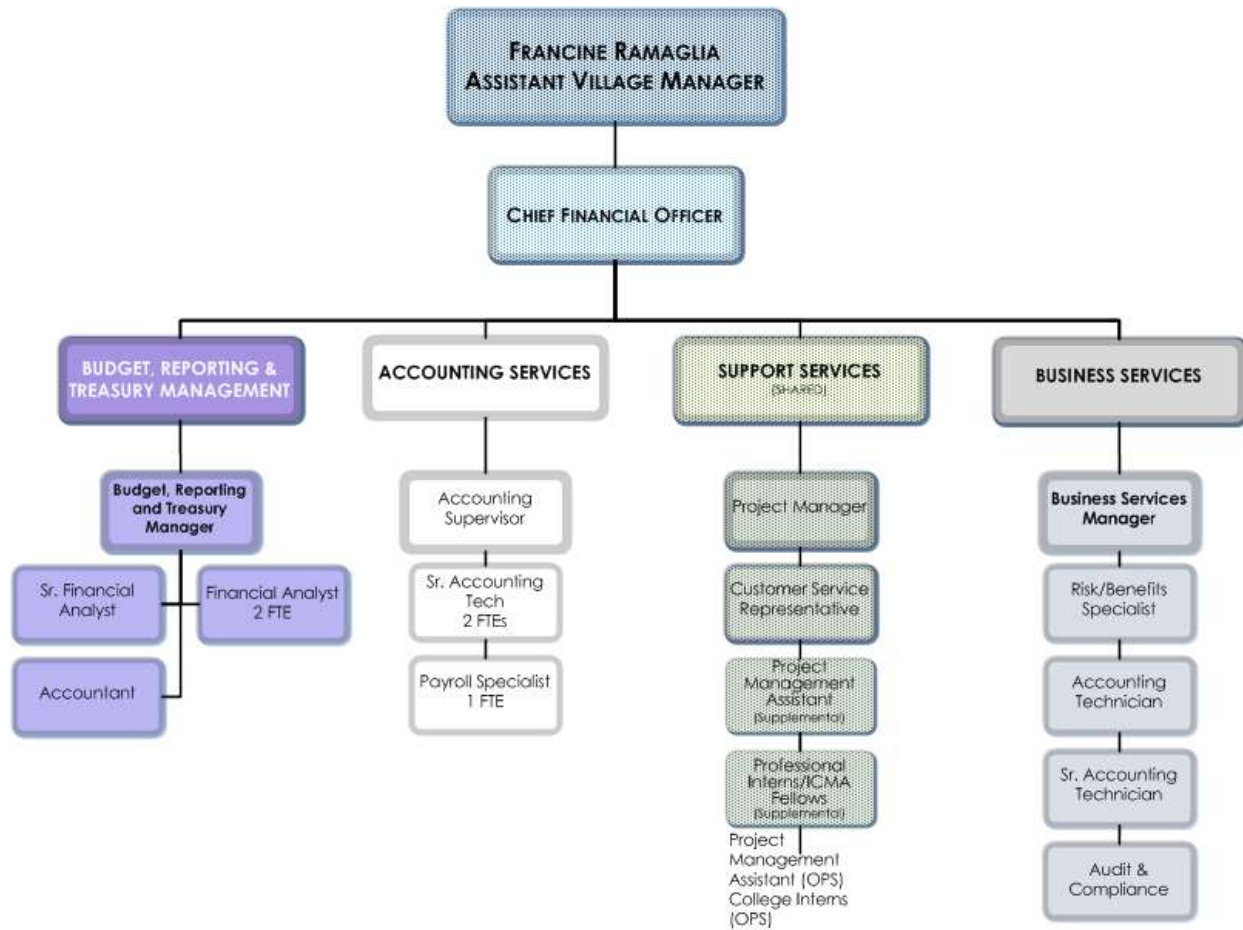 FRANCINE RAMAGLIA
ASSISTANT VILLAGE MANAGER
CHIEF FINANCIAL OFFICER
BUDGET, REPORTING &
TREASURY MANAGEMENT
Budget, Reporting
and Treasury
Manager
Sr. Financial
Analyst
Financial Analyst
2 FTE
Accountant
ACCOUNTING SERVICES
Accounting
Supervisor
Sr. Accounting
Tech
2 FTEs
Payroll Specialist
1 FTE
SUPPORT SERVICES
(SHARED)
Project Manager
Customer Service
Representative
Project
Management
Assistant
(Supplemental)
Professional
Interns/ICMA
Fellows
(Supplemental)
Project
Management
Assistant (OPS)
College Interns
(OPS)
BUSINESS SERVICES
Business Services
Manager
Risk/Benefits
Specialist
Accounting
Technician
Sr. Accounting
Technician
Audit &
Compliance